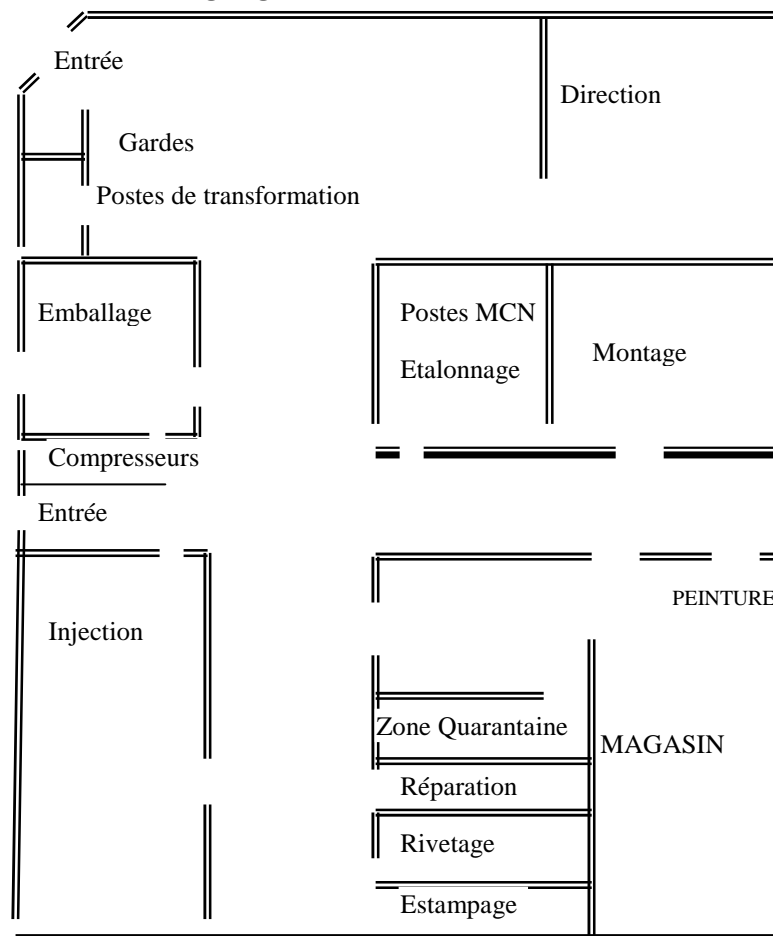 Entrée
Direction
Gardes
Postes de transformation
Emballage
Postes MCN
Etalonnage
Montage
Compresseurs
Entrée
PEINTURE
Injection
Zone Quarantaine
MAGASIN
Réparation
Rivetage
Estampage